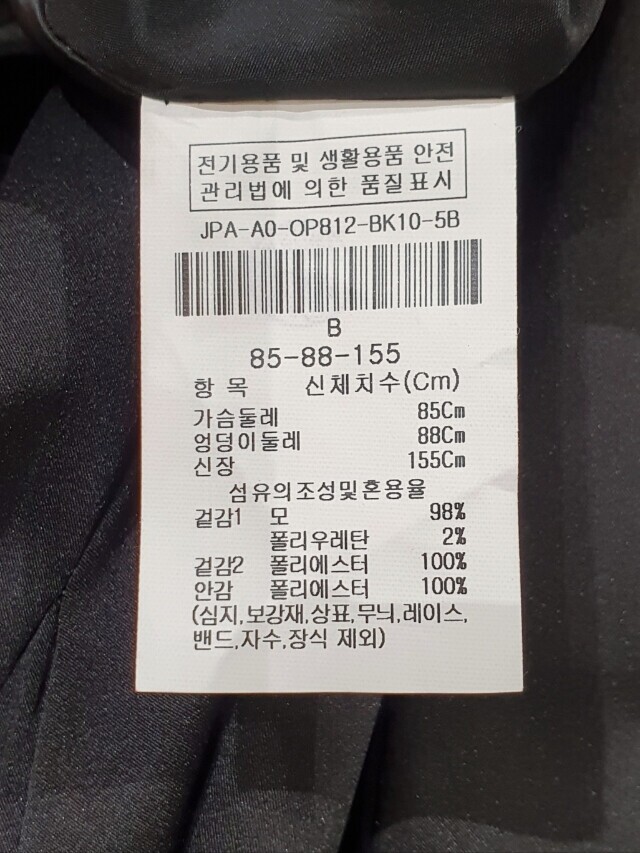 전기용품 및 생활용품 안전
관리법에 의한 품질표시
JPA-A0-OP812-BK10-5B
B
85-88-155
항 목 신체치수(Cm)
가슴둘레 85Cm
엉덩이둘레 88Cm
신장 155Cm
섬유의조성및혼용율
겉감1 모 98%
폴리우레탄 2%
겉감2 폴리에스터 100%
안감 폴리에스터 100%
(심지,보강재,상표,무늬,레이스,
밴드,자수,장식 제외)